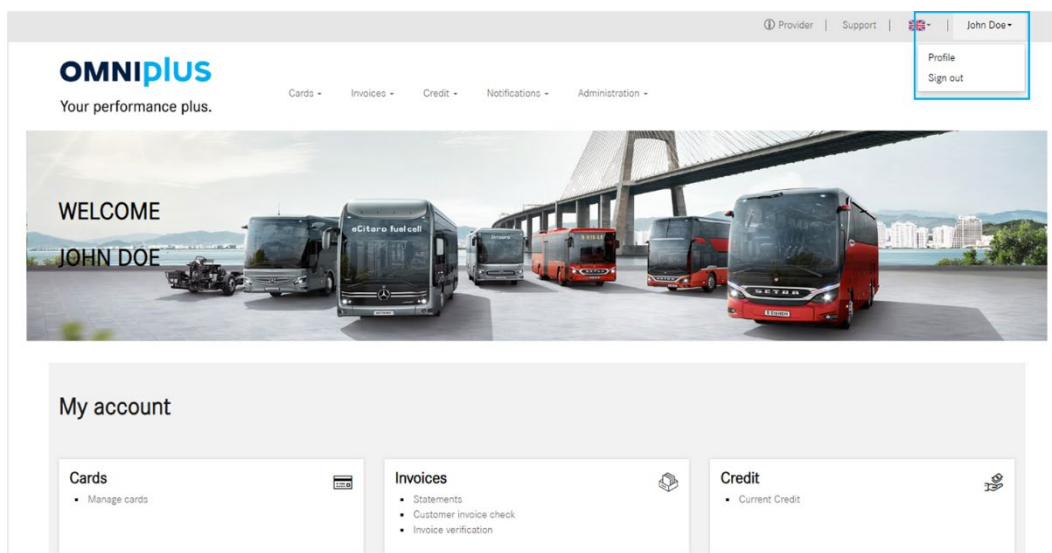 Provider | Support | John Doe
Profile
Sign out
OMNIplus
Your performance plus.
Cards Invoices Credit Notifications Administration
WELCOME
JOHN DOE
eCitaro fuel cell
SETRA
My account
Cards
Manage cards
Invoices
Statements
Customer invoice check
Invoice verification
Credit
Current Credit